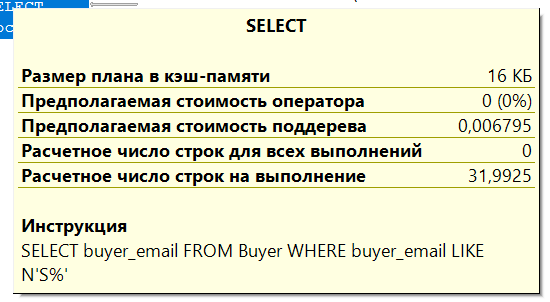 SELECT
SELECT
Размер плана в кэш-памяти 16 КБ
Предполагаемая стоимость оператора 0 (0%)
Предполагаемая стоимость поддерева 0,006795
Расчетное число строк для всех выполнений 0
Расчетное число строк на выполнение 31,9925
Инструкция
SELECT buyer_email FROM Buyer WHERE buyer_email LIKE
N'S%'